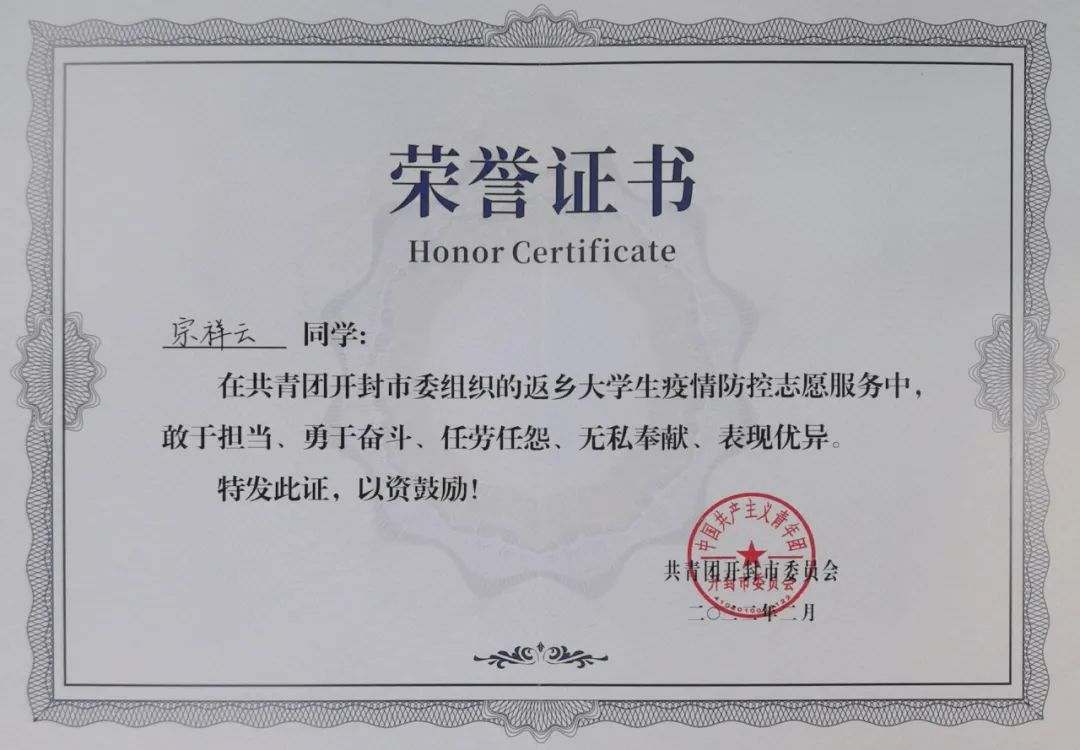 荣誉证书
Honor Certificate
宗祥云 同学:
在共青团开封市委组织的返乡大学生疫情防控志愿服务中,
敢于担当、勇于奋斗、任劳任怨、无私奉献、表现优异。
特发此证, 以资鼓励!
中国共产主义青年团
开封市委员会
共青团开封市委员会
年二月